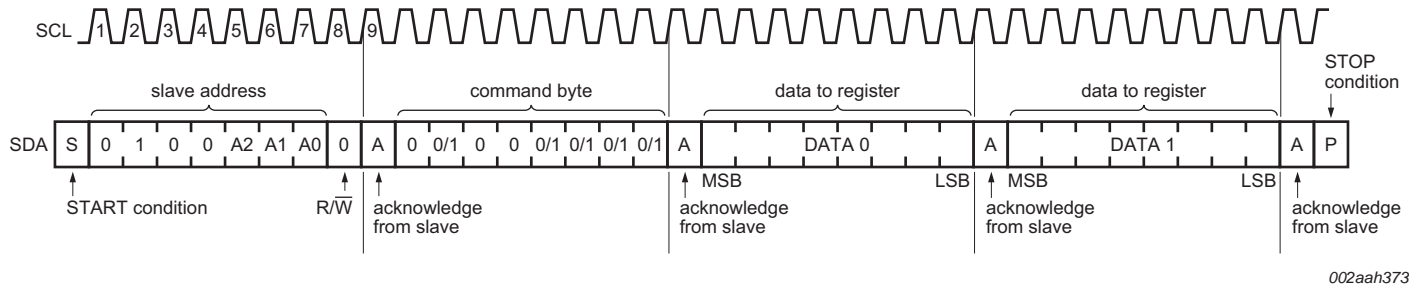 SCL 1 2 3 4 5 6 7 8 9
STOP
condition
slave address command byte data to register data to register
SDA S 0 1 0 0 A2 A1 A0 0 A 0 0/1 0 0 0/1 0/1 0/1 0/1 A DATA 0 A DATA 1 A P
MSB LSB MSB LSB
START condition R/W̅ acknowledge acknowledge acknowledge acknowledge
from slave from slave from slave from slave
002aah373